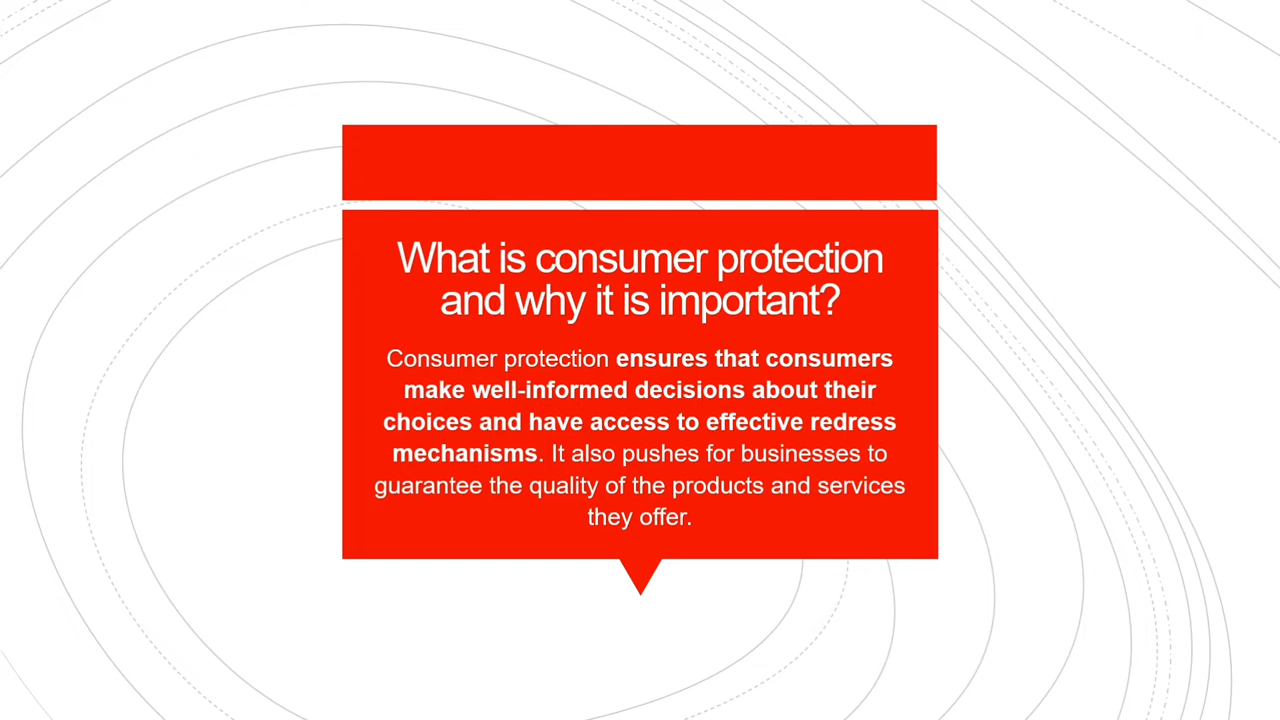 What is consumer protection
and why it is important?
Consumer protection ensures that consumers
make well-informed decisions about their
choices and have access to effective redress
mechanisms. It also pushes for businesses to
guarantee the quality of the products and services
they offer.